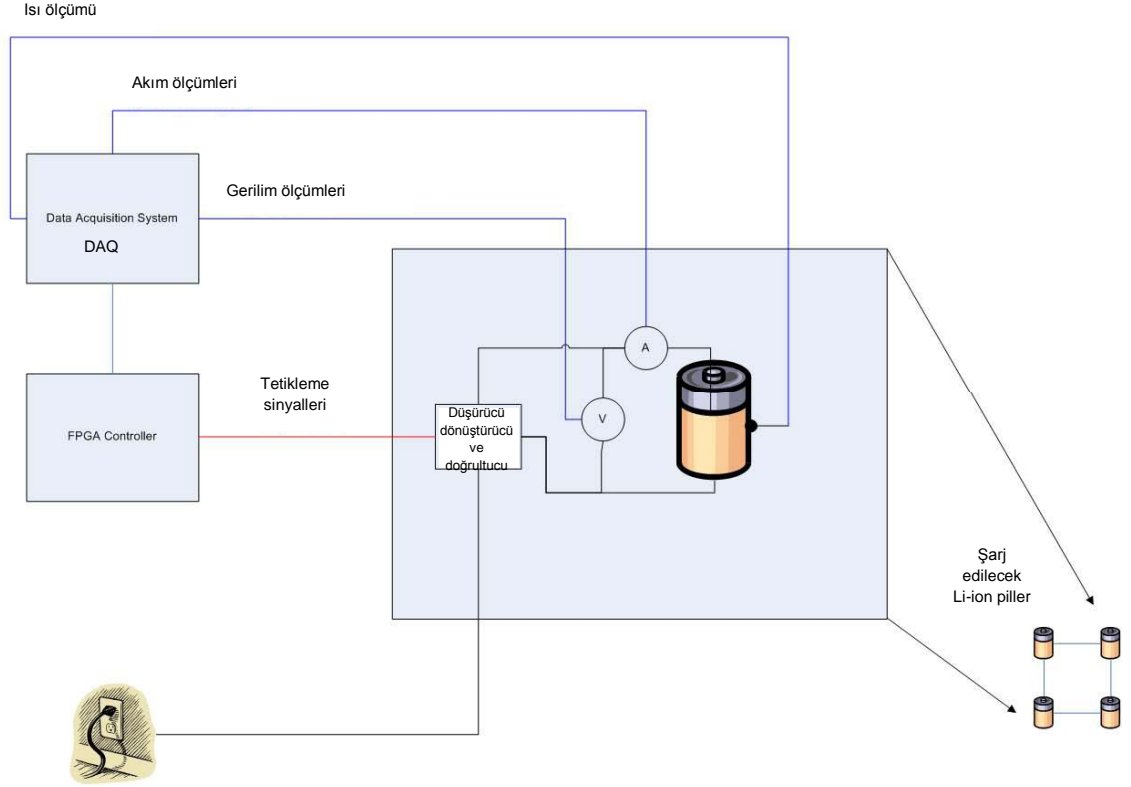 Isı ölçümü
Akım ölçümleri
Data Acquisition System
DAQ
Gerilim ölçümleri
A
V
Tetikleme
sinyalleri
FPGA Controller
Düşürücü
dönüştürücü
ve
doğrultucu
Şarj
edilecek
Li-ion piller